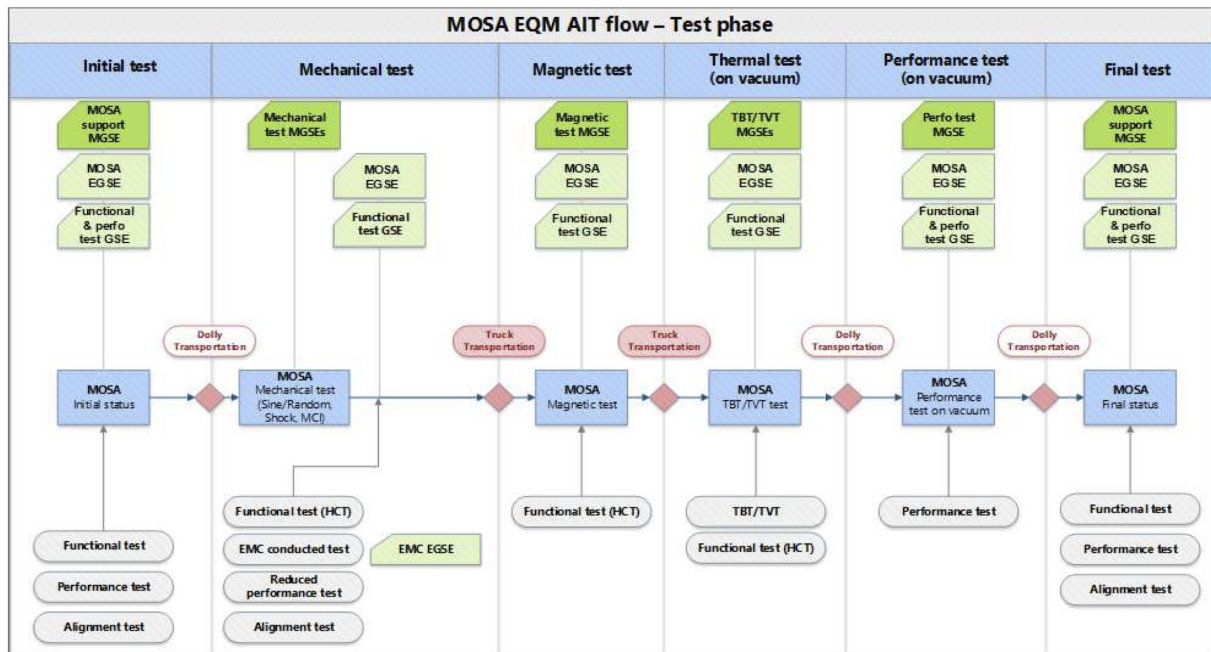 MOSA EQM AIT flow – Test phase
Initial test
Mechanical test
Magnetic test
Thermal test
(on vacuum)
Performance test
(on vacuum)
Final test
MOSA
support
MGSE
MOSA
EGSE
Functional
& perfo
test GSE
Mechanical
test MGSEs
MOSA
EGSE
Functional
test GSE
Magnetic
test MGSE
MOSA
EGSE
Functional
test GSE
TBT/TVT
MGSEs
MOSA
EGSE
Functional
test GSE
Perfo test
MGSE
MOSA
EGSE
Functional
& perfo
test GSE
MOSA
support
MGSE
MOSA
EGSE
Functional
& perfo
test GSE
Dolly
Transportation
Truck
Transportation
Truck
Transportation
Dolly
Transportation
Dolly
Transportation
MOSA
Initial status
MOSA
Mechanical test
(Sine/Random,
Shock, MCI)
MOSA
Magnetic test
MOSA
TBT/TVT test
MOSA
Performance
test on vacuum
MOSA
Final status
Functional test
Performance test
Alignment test
Functional test (HCT)
EMC conducted test
EMC EGSE
Reduced
performance test
Alignment test
Functional test (HCT)
TBT/TVT
Functional test (HCT)
Performance test
Functional test
Performance test
Alignment test